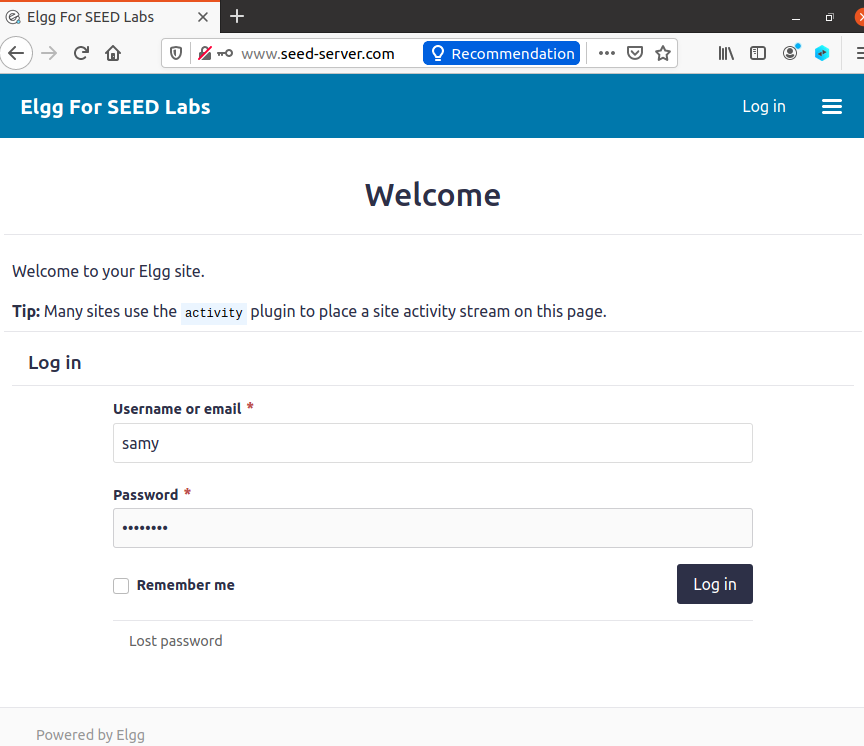 Elgg For SEED Labs
www.seed-server.com Recommendation
Elgg For SEED Labs Log in
Welcome
Welcome to your Elgg site.
Tip: Many sites use the activity plugin to place a site activity stream on this page.
Log in
Username or email *
samy
Password *
••••••••
Remember me Log in
Lost password
Powered by Elgg